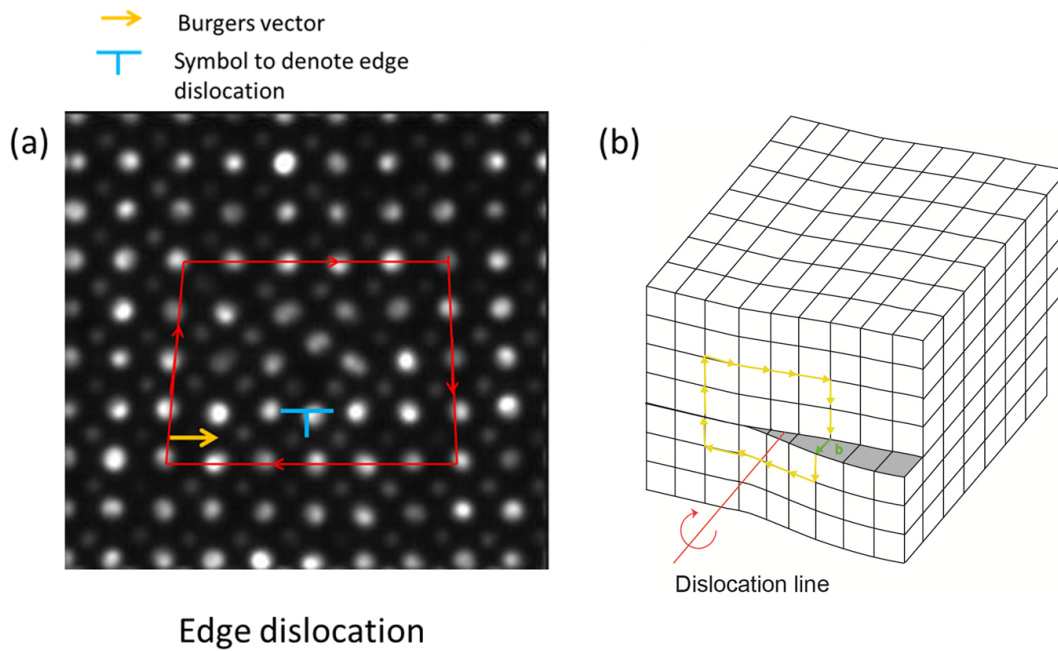 Burgers vector
Symbol to denote edge
dislocation
(a)
(b)
b
Dislocation line
Edge dislocation